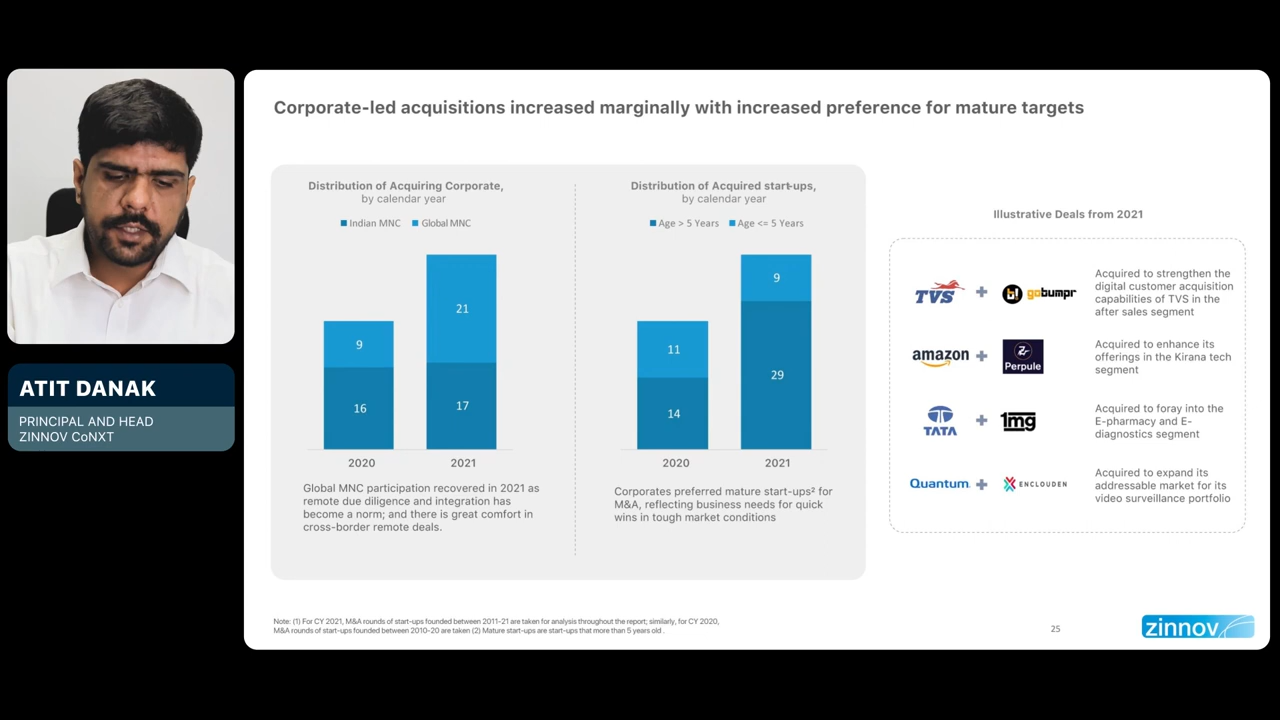 Corporate-led acquisitions increased marginally with increased preference for mature targets
ATIT DANAK
PRINCIPAL AND HEAD
ZINNOV CoNXT
Distribution of Acquiring Corporate,
by calendar year
Indian MNC Global MNC
9
21
16
17
2020 2021
Global MNC participation recovered in 2021 as
remote due diligence and integration has
become a norm; and there is great comfort in
cross-border remote deals.
Distribution of Acquired start-ups,
by calendar year
Age > 5 Years Age <= 5 Years
11
9
14
29
2020 2021
Corporates preferred mature start-ups² for
M&A, reflecting business needs for quick
wins in tough market conditions
Illustrative Deals from 2021
TVS + b! gobumpr
Acquired to strengthen the
digital customer acquisition
capabilities of TVS in the
after sales segment
amazon + Perpule
Acquired to enhance its
offerings in the Kirana tech
segment
TATA + 1mg
Acquired to foray into the
E-pharmacy and E-
diagnostics segment
Quantum + ENCLOUDEN
Acquired to expand its
addressable market for its
video surveillance portfolio
Note: (1) For CY 2021, M&A rounds of start-ups founded between 2011-21 are taken for analysis throughout the report; similarly, for CY 2020,
M&A rounds of start-ups founded between 2010-20 are taken (2) Mature start-ups are start-ups that more than 5 years old .
25
zinnov